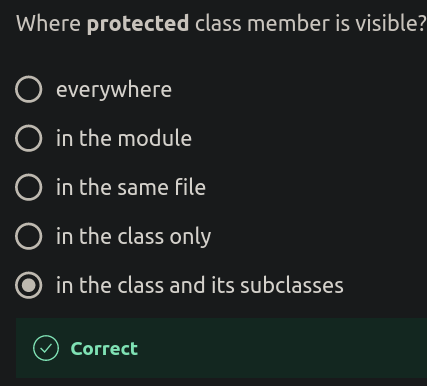 Where protected class member is visible?
everywhere
in the module
in the same file
in the class only
in the class and its subclasses
Correct